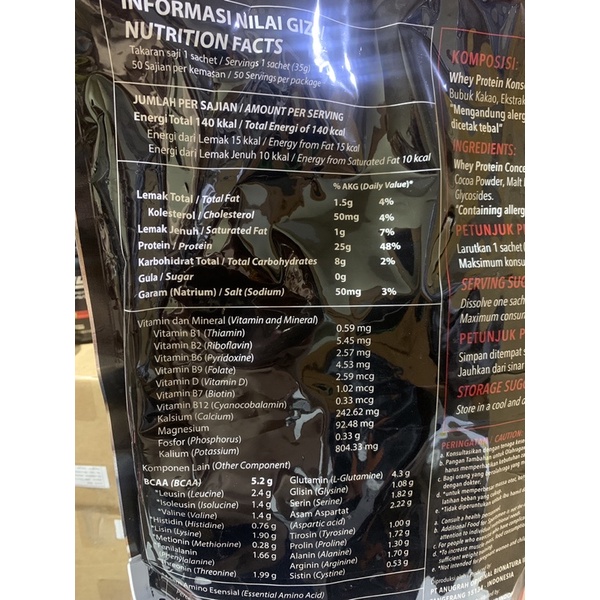 INFORMASI NILAI GIZI
NUTRITION FACTS
Takaran saji 1 sachet / Servings 1 sachet (35g)
50 Sajian per kemasan / 50 Servings per package
JUMLAH PER SAJIAN / AMOUNT PER SERVING
Energi Total 140 kkal / Total Energi of 140 kcal
Energi dari Lemak 15 kkal / Energy from Fat 15 kcal
Energi dari Lemak Jenuh 10 kkal / Energy from Saturated Fat 10 kcal
% AKG (Daily Value)*
Lemak Total / Total Fat 1.5g 4%
Kolesterol / Cholesterol 50mg 4%
Lemak Jenuh / Saturated Fat 1g 7%
Protein / Protein 25g 48%
Karbohidrat Total / Total Carbohydrates 8g 2%
Gula / Sugar 0g
Garam (Natrium) / Salt (Sodium) 50mg 3%
Vitamin dan Mineral (Vitamin and Mineral)
Vitamin B1 (Thiamin) 0.59 mg
Vitamin B2 (Riboflavin) 5.45 mg
Vitamin B6 (Pyridoxine) 2.57 mg
Vitamin B9 (Folate) 4.53 mg
Vitamin D (Vitamin D) 2.59 mcg
Vitamin B7 (Biotin) 1.02 mcg
Vitamin B12 (Cyanocobalamin) 0.33 mcg
Kalsium (Calcium) 242.62 mg
Magnesium 92.48 mg
Fosfor (Phosphorus) 0.33 g
Kalium (Potassium) 804.33 mg
Komponen Lain (Other Component)
BCAA (BCAA) 5.2 g
*Leusin (Leucine) 2.4 g
*Isoleusin (Isolucine) 1.4 g
*Valine (Valine) 1.4 g
*Histidin (Histidine) 0.76 g
*Lisin (Lysine) 1.90 g
*Metionin (Methionine) 0.28 g
1.66 g
(Threonine) 1.99 g
Glutamin (L-Glutamine) 4.3 g
Glisin (Glysine) 1.08 g
Serin (Serine) 1.82 g
Asam Aspartat 2.22 g
(Aspartic acid) 1.00 g
Tirosin (Tyrosine) 1.72 g
Prolin (Proline) 1.30 g
Alanin (Alanine) 1.70 g
Arginin (Arginine) 0.53 g
Sistin (Cystine)
Amino Esensial (Essential Amino Acid)
KOMPOSISI:
Whey Protein Kons
Bubuk Kakao, Ekstrak
*Mengandung alerg
dicetak tebal"
INGREDIENTS:
Whey Protein Conce
Cocoa Powder, Malt
Glycosides.
*Containing allerg
PETUNJUK P
Larutkan 1 sachet
Maksimum konsu
SERVING SUG
Dissolve one sach
Maximum consum
PETUNJUK P
Simpan ditempat s
Jauhkan dari sinar
STORAGE SUG
Store in a cool and d
PERINGATAN / CAUTION
a. Konsultasikan dengan tenaga
b. Pangan Tambahan untuk Olahraga